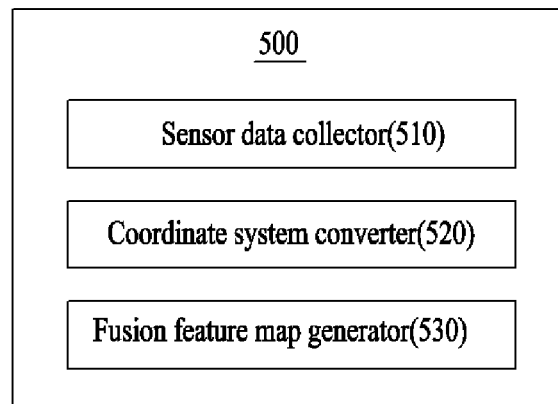 500
Sensor data collector(510)
Coordinate system converter(520)
Fusion feature map generator(530)